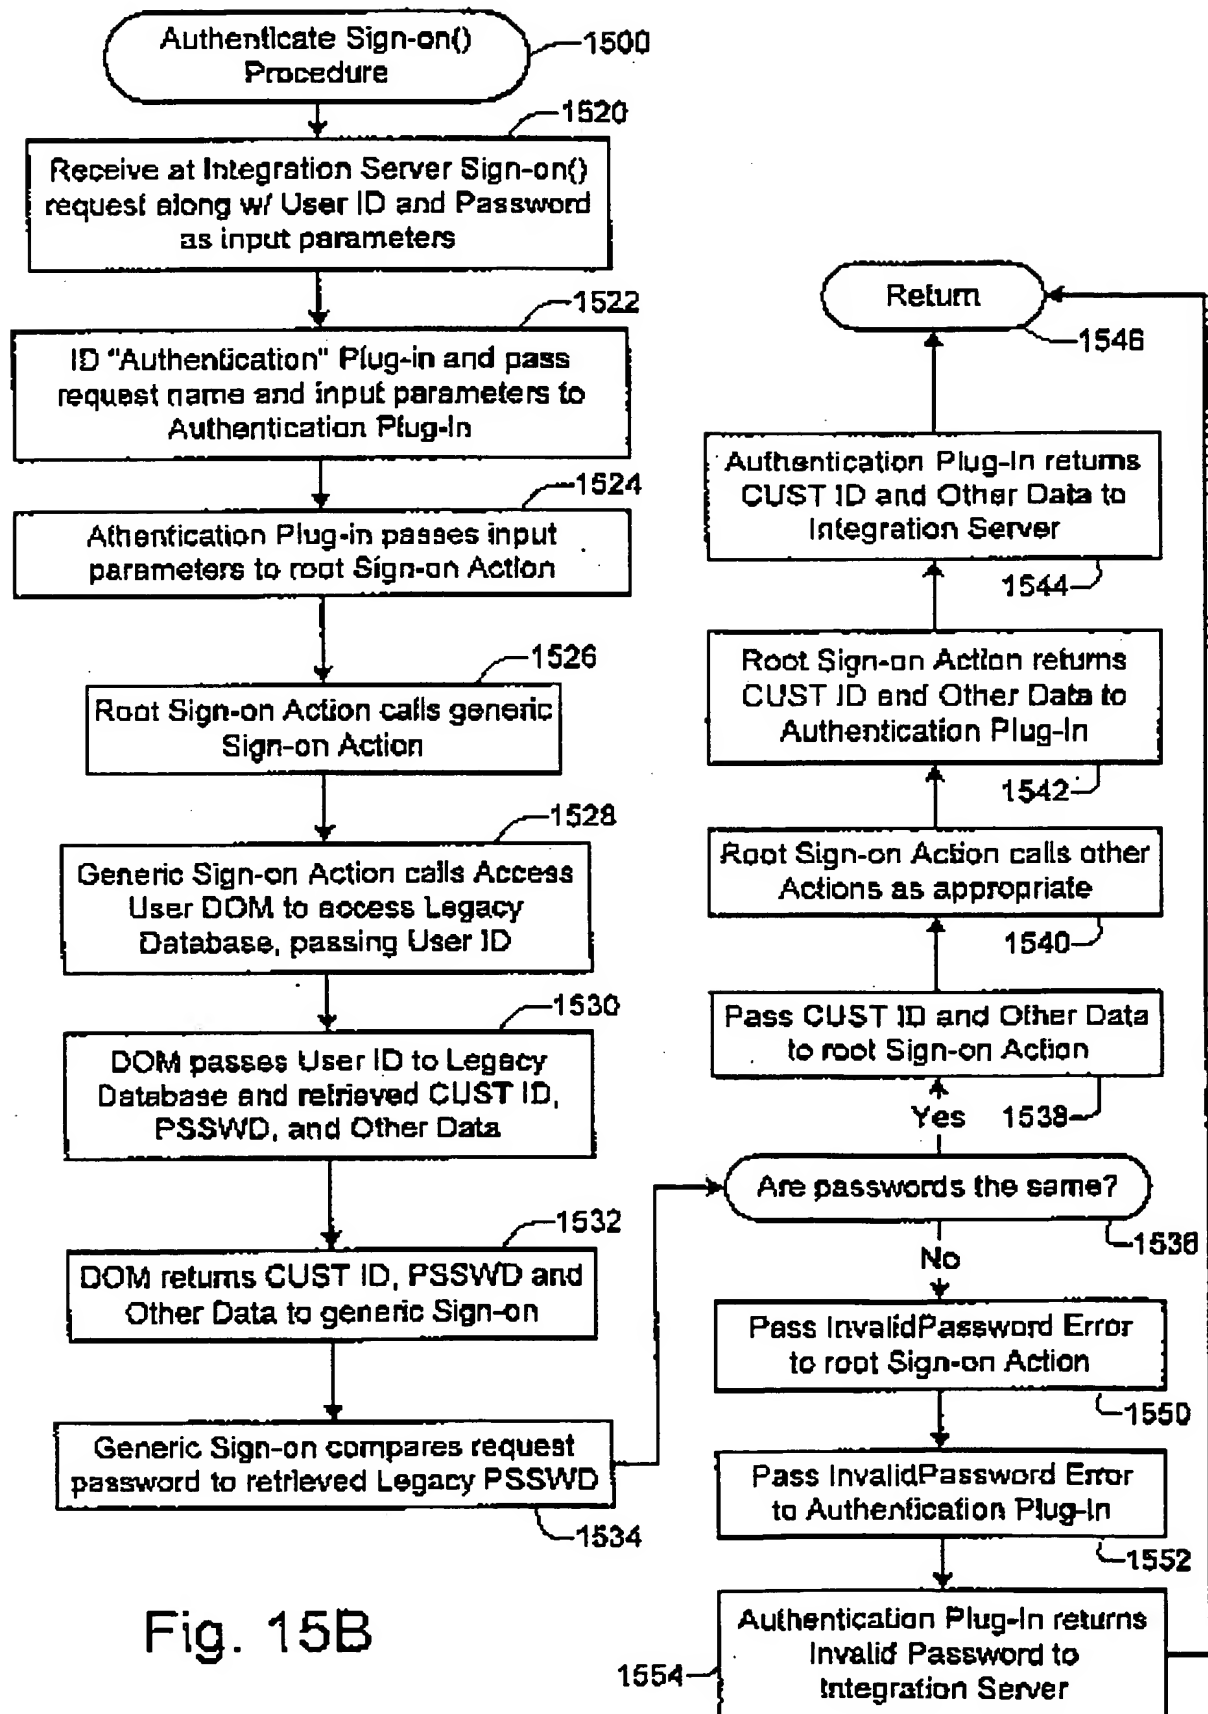 Authenticate Sign-on()
Procedure
1500
1520
Receive at Integration Server Sign-on()
request along w/ User ID and Password
as input parameters
1522
ID "Authentication" Plug-in and pass
request name and input parameters to
Authentication Plug-In
1524
Athentication Plug-in passes input
parameters to root Sign-on Action
1526
Root Sign-on Action calls generic
Sign-on Action
1528
Generic Sign-on Action calls Access
User DOM to access Legacy
Database, passing User ID
1530
DOM passes User ID to Legacy
Database and retrieved CUST ID,
PSSWD, and Other Data
1532
DOM returns CUST ID, PSSWD and
Other Data to generic Sign-on
Generic Sign-on compares request
password to retrieved Legacy PSSWD
1534
Return
1546
Authentication Plug-In returns
CUST ID and Other Data to
Integration Server
1544
Root Sign-on Action returns
CUST ID and Other Data to
Authentication Plug-In
1542
Root Sign-on Action calls other
Actions as appropriate
1540
Pass CUST ID and Other Data
to root Sign-on Action
Yes
1538
Are passwords the same?
1536
No
Pass InvalidPassword Error
to root Sign-on Action
1550
Pass InvalidPassword Error
to Authentication Plug-In
1552
Authentication Plug-In returns
Invalid Password to
Integration Server
1554
Fig. 15B